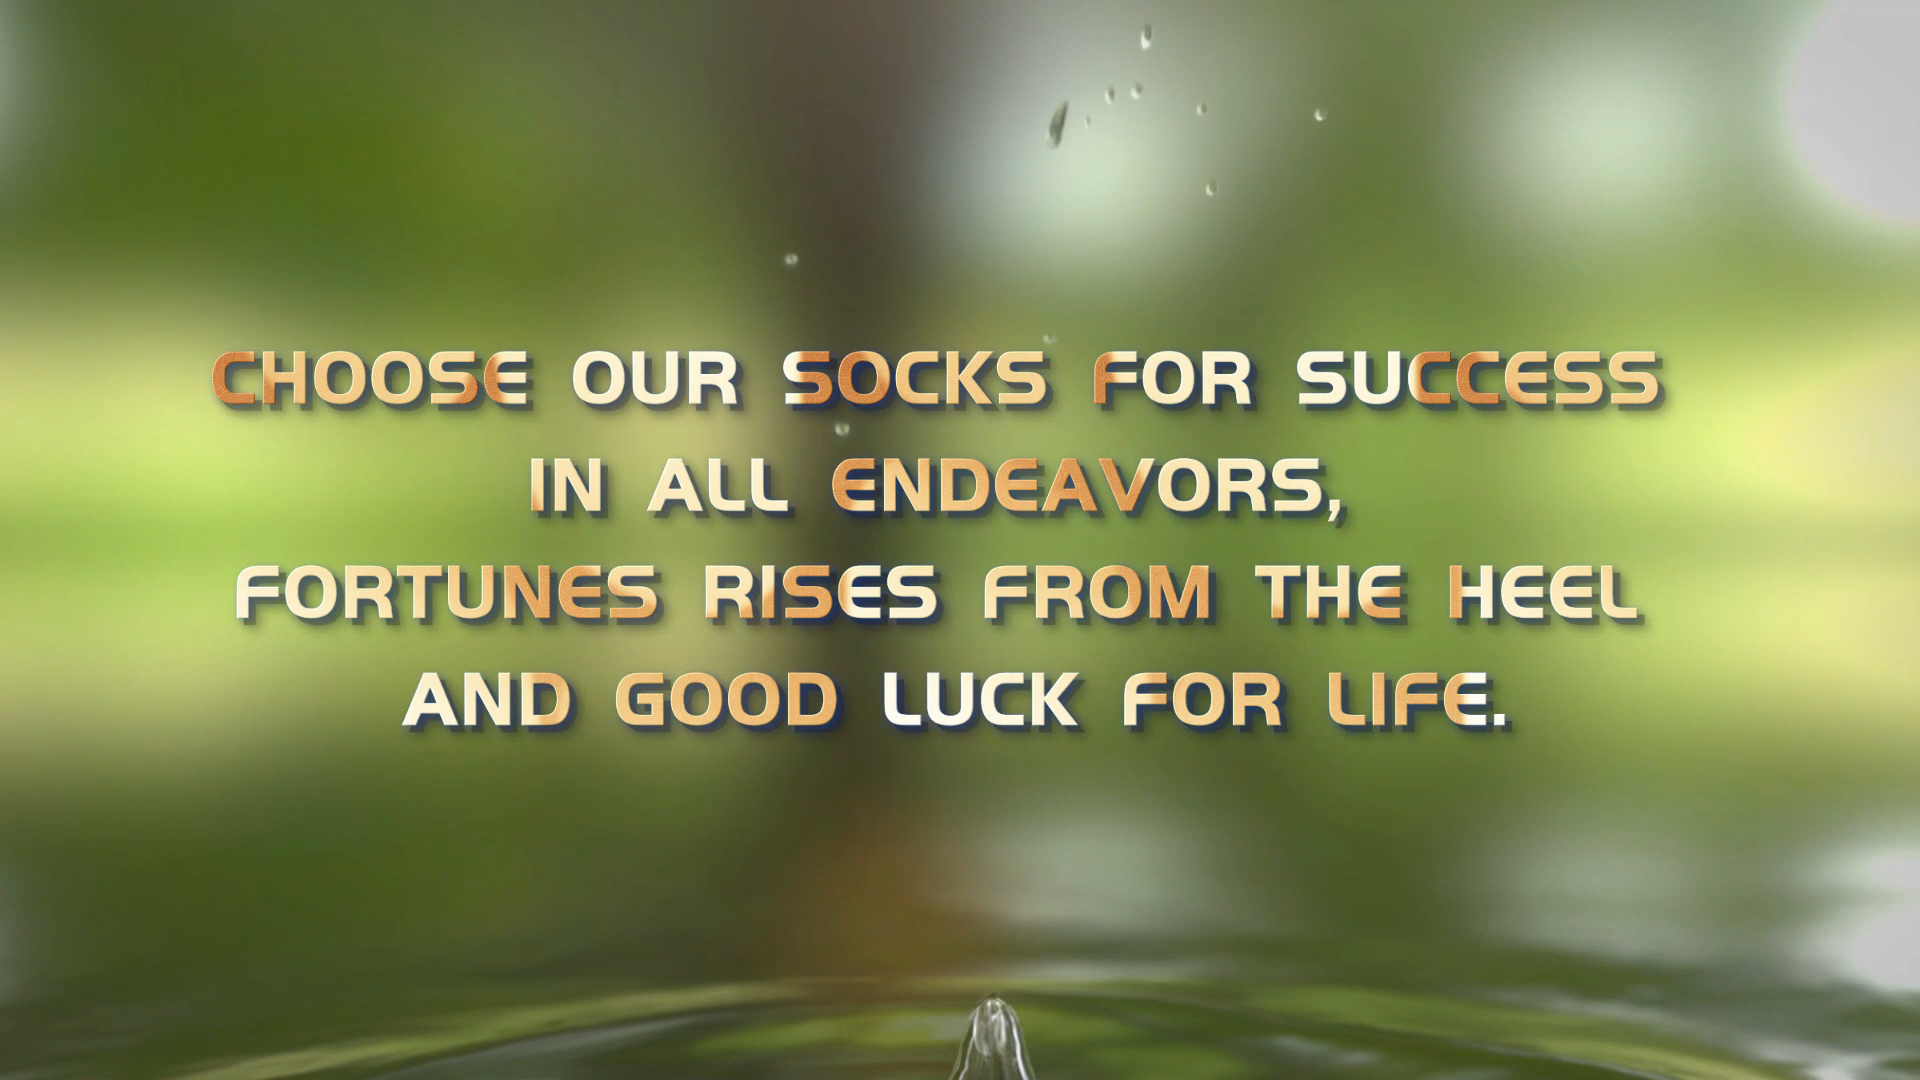 CHOOSE OUR SOCKS FOR SUCCESS
IN ALL ENDEAVORS,
FORTUNES RISES FROM THE HEEL
AND GOOD LUCK FOR LIFE.